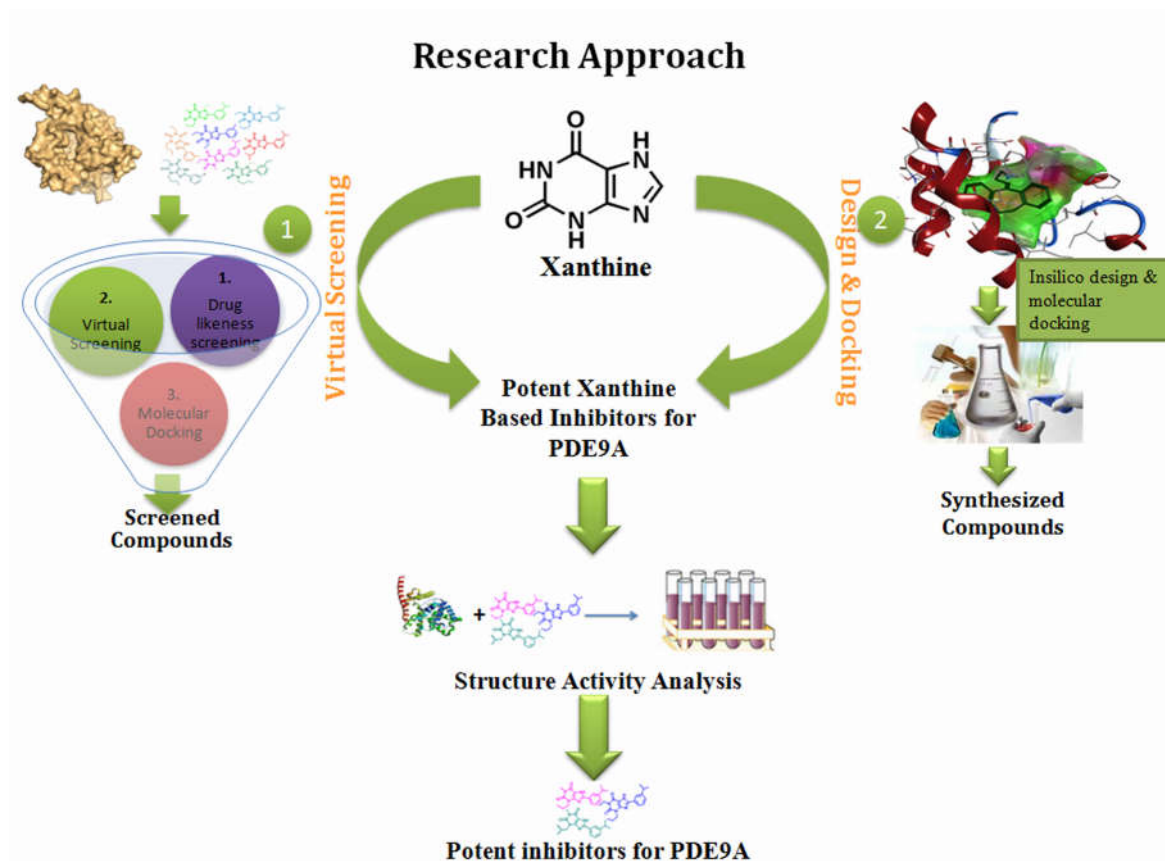 Research Approach
1
Virtual Screening
2.
Virtual
Screening
1.
Drug
likeness
screening
3.
Molecular
Docking
Screened
Compounds
O
H
N
HN
O
N
H
N
Xanthine
Potent Xanthine
Based Inhibitors for
PDE9A
Design & Docking
2
Insilico design &
molecular
docking
Synthesized
Compounds
+
Structure Activity Analysis
Potent inhibitors for PDE9A